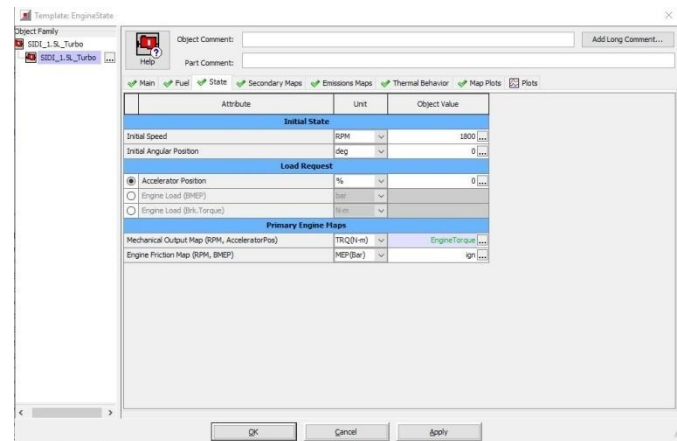 Template: EngineState
Object Family
SIDI_1.5L_Turbo
SIDI_1.5L_Turbo ...
Help
Object Comment:
Part Comment:
Add Long Comment...
Main Fuel State Secondary Maps Emissions Maps Thermal Behavior Map Plots Plots
Attribute Unit Object Value
Initial State
Initial Speed RPM 1800 ...
Initial Angular Position deg 0 ...
Load Request
Accelerator Position % 0 ...
Engine Load (BMEP) bar
Engine Load (Brk.Torque) N-m
Primary Engine Maps
Mechanical Output Map (RPM, AcceleratorPos) TRQ(N-m) EngineTorque ...
Engine Friction Map (RPM, BMEP) MEP(Bar) ign ...
OK Cancel Apply